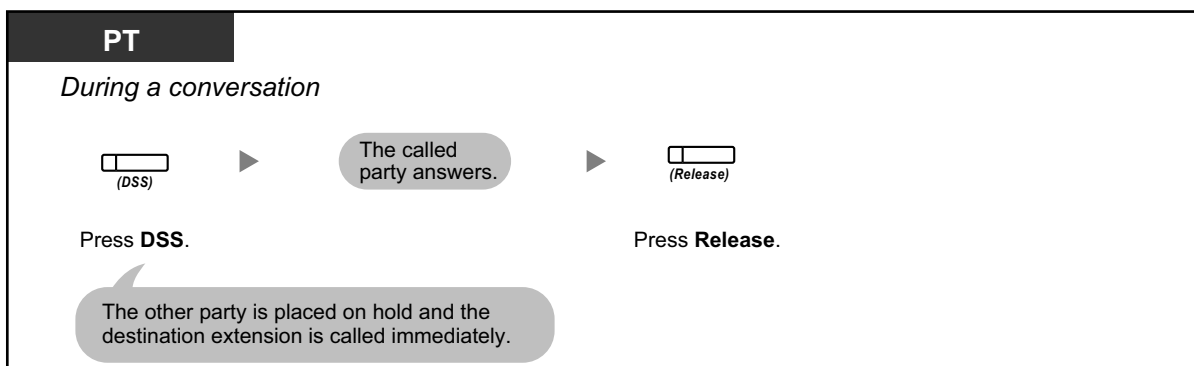 PT
During a conversation
The called
party answers.
(DSS)
(Release)
Press DSS.
Press Release.
The other party is placed on hold and the
destination extension is called immediately.